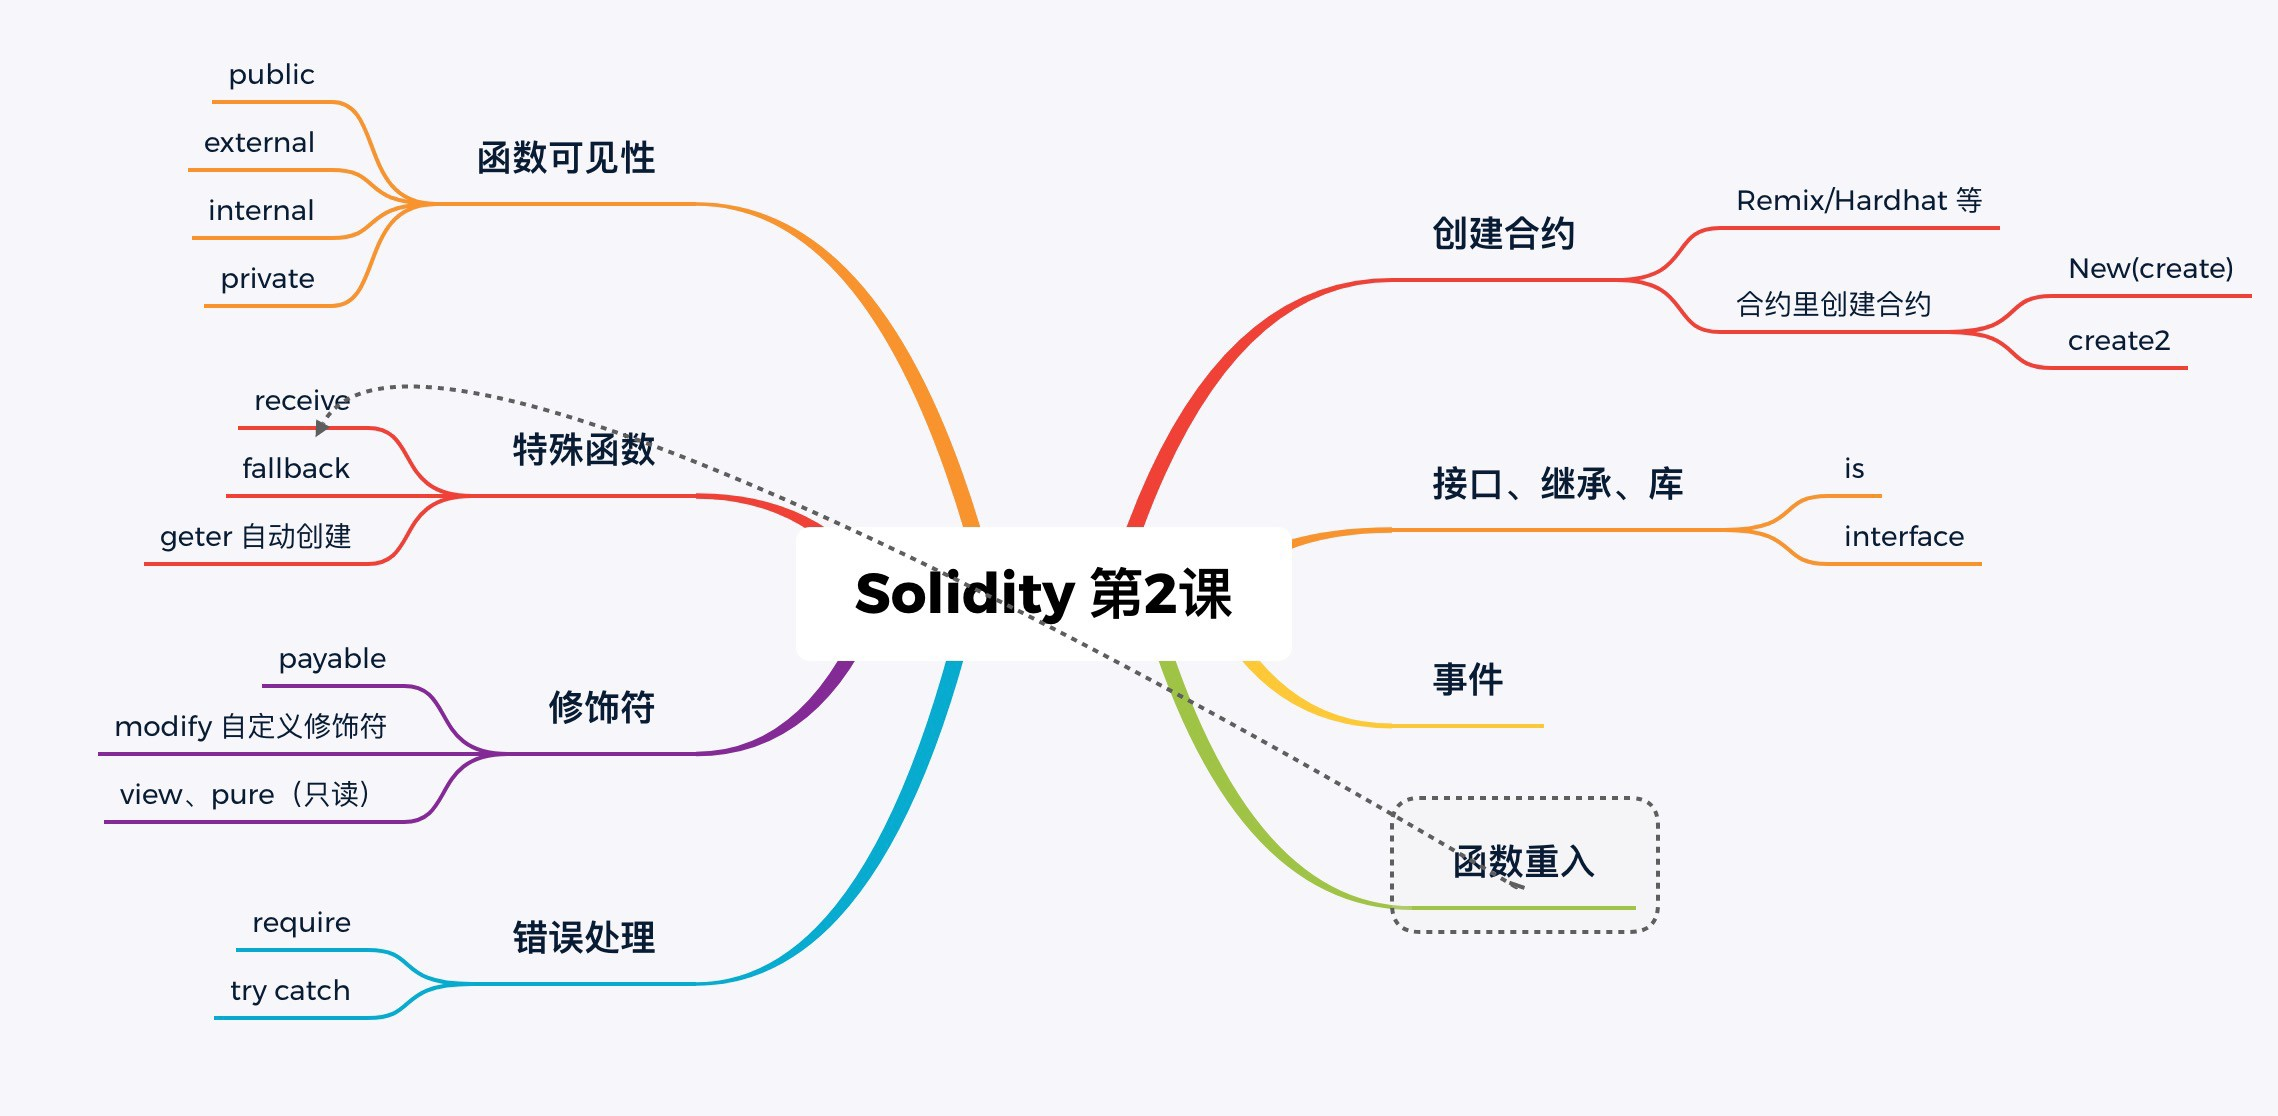 Solidity 第2课
函数可见性
public
external
internal
private
特殊函数
receive
fallback
geter 自动创建
修饰符
payable
modify 自定义修饰符
view、pure（只读）
错误处理
require
try catch
创建合约
Remix/Hardhat 等
合约里创建合约
New(create)
create2
接口、继承、库
is
interface
事件
函数重入